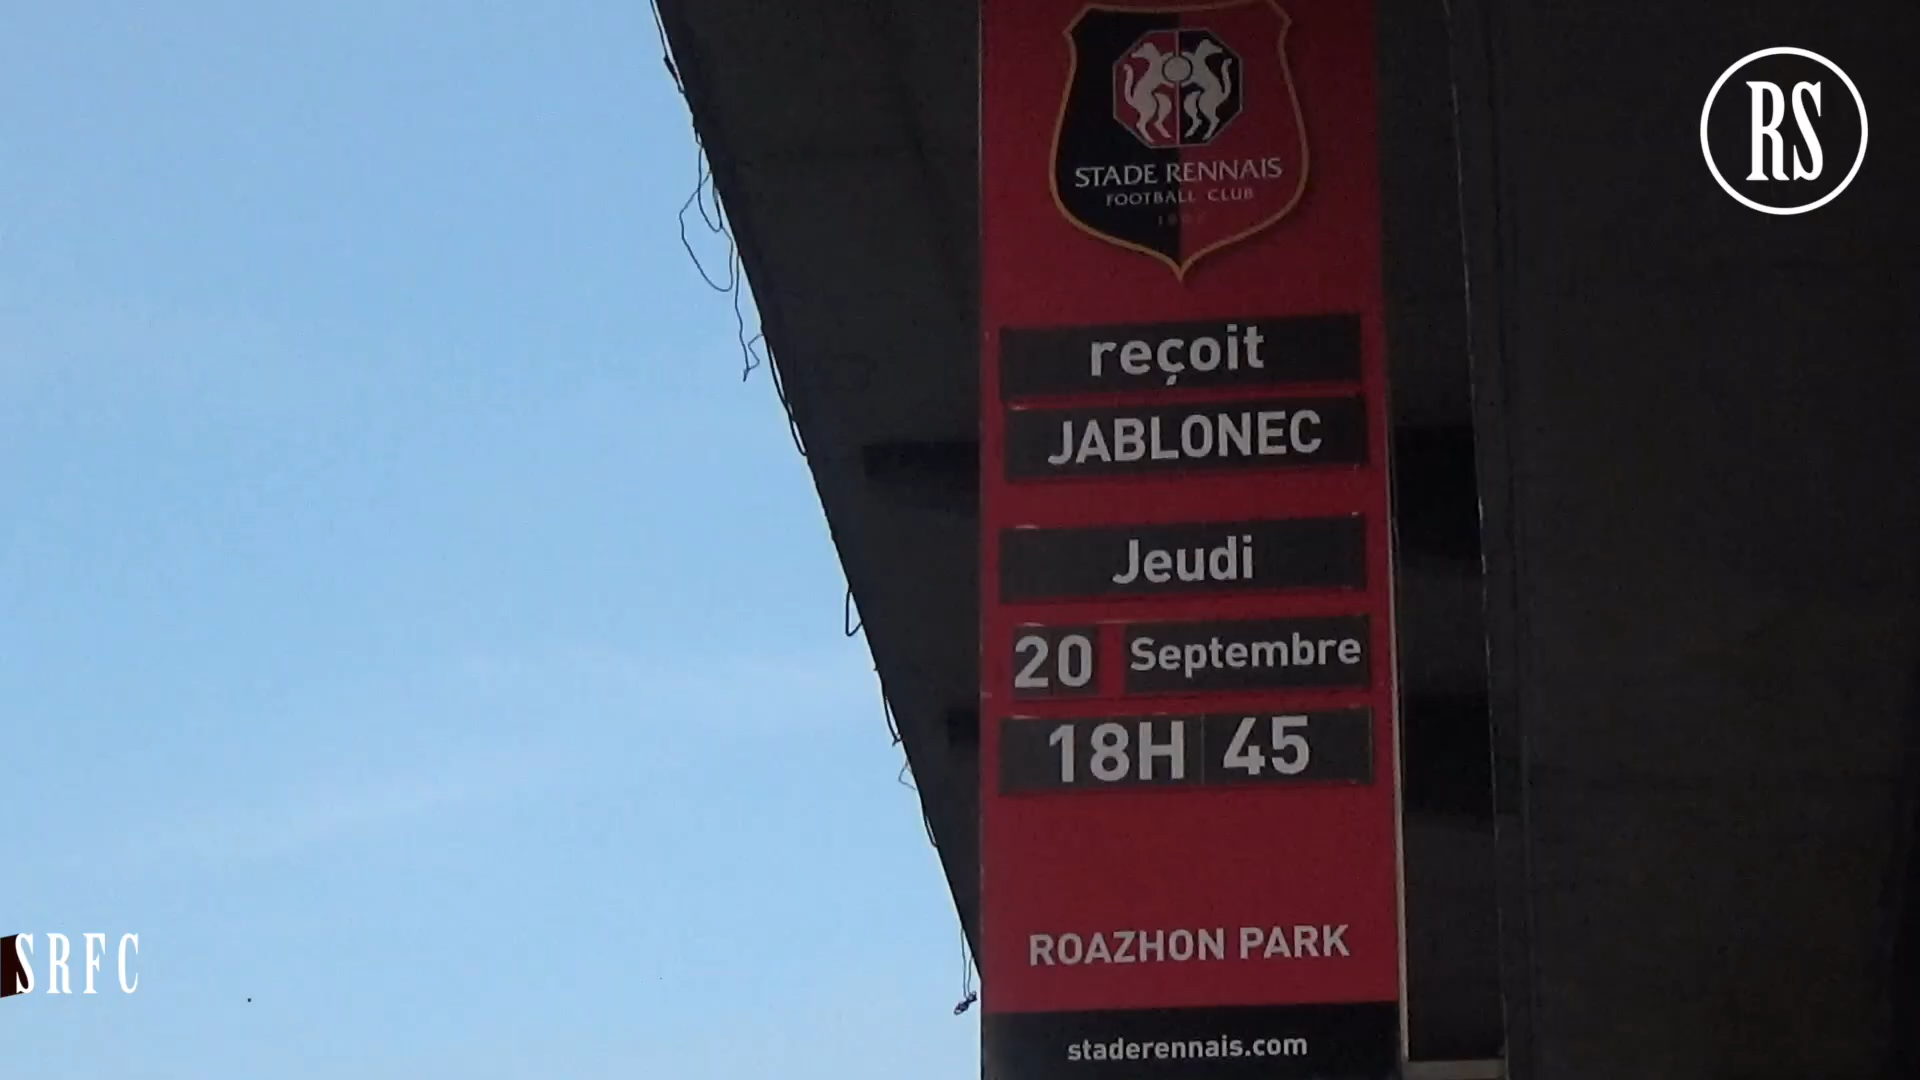 RS
STADE RENNAIS
FOOTBALL CLUB
reçoit
JABLONEC
Jeudi
20 Septembre
18H 45
ROAZHON PARK
staderennais.com
SRFC